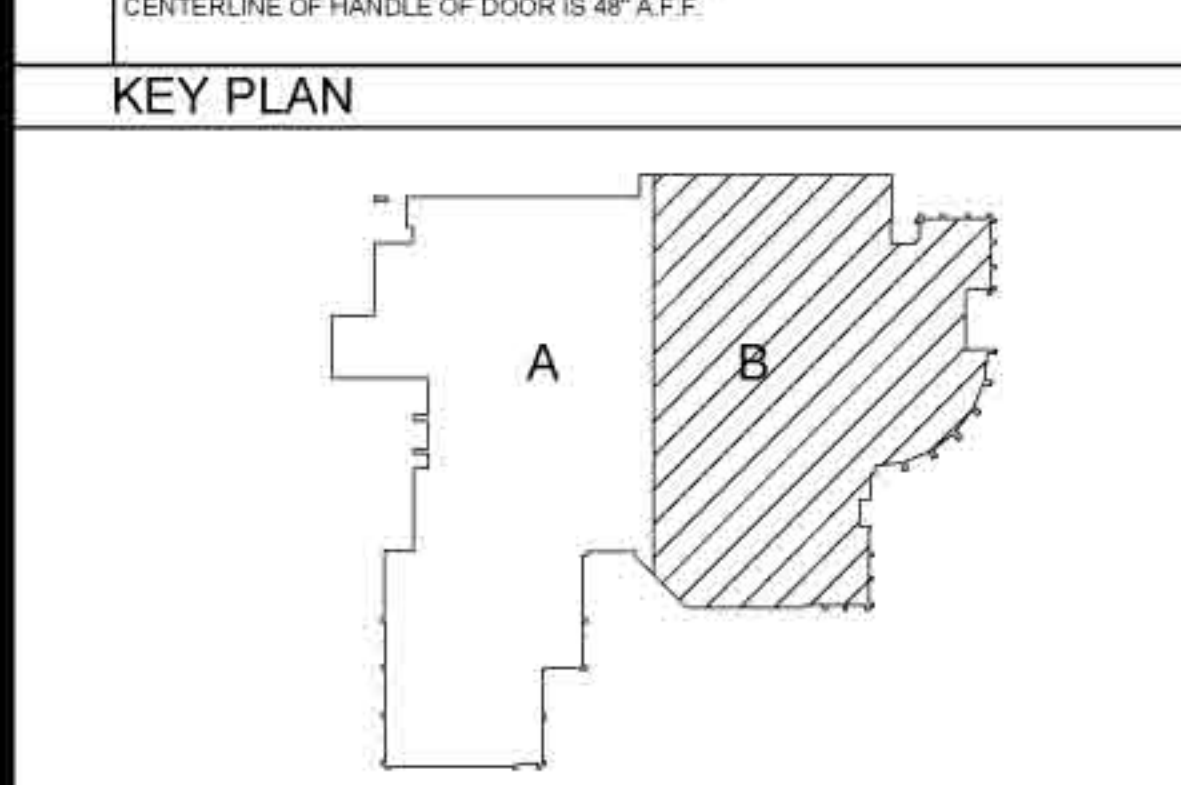 CENTERLINE OF HANDLE OF DOOR IS 48" A.F.F.
KEY PLAN
A
B